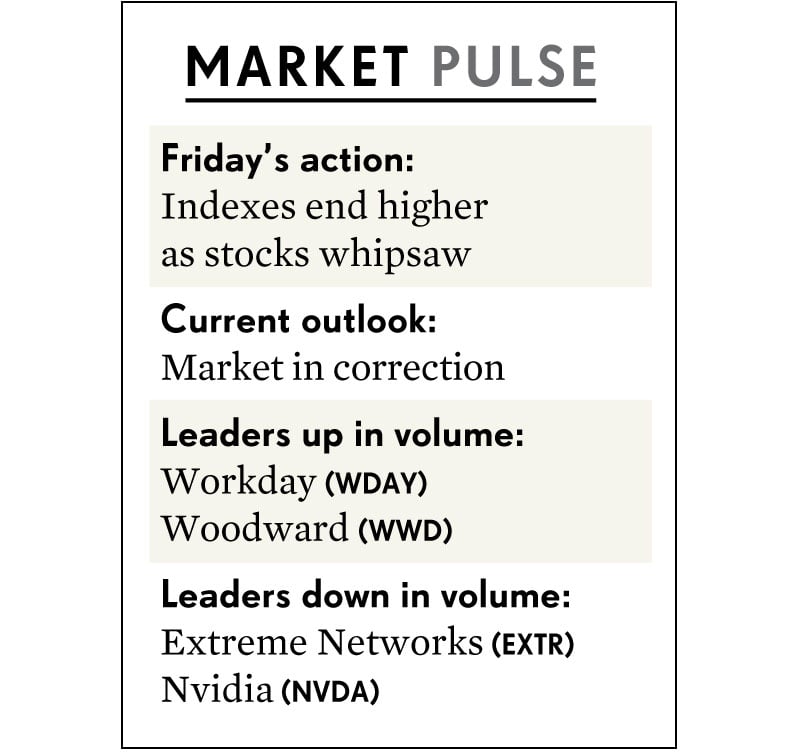 MARKET PULSE
Friday’s action:
Indexes end higher
as stocks whipsaw
Current outlook:
Market in correction
Leaders up in volume:
Workday (WDAY)
Woodward (WWD)
Leaders down in volume:
Extreme Networks (EXTR)
Nvidia (NVDA)